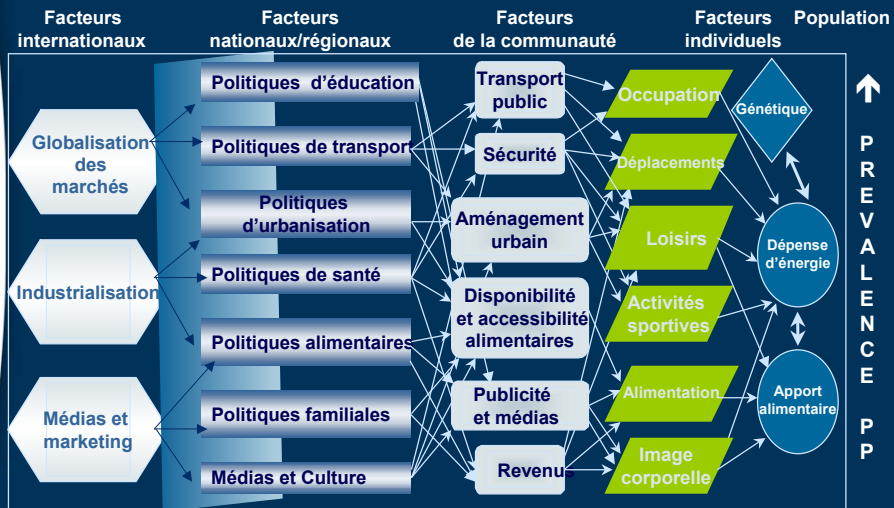 Facteurs
internationaux
Facteurs
nationaux/régionaux
Facteurs
de la communauté
Facteurs
individuels
Population
Globalisation
des
marchés
Industrialisation
Médias et
marketing
Politiques d'éducation
Politiques de transport
Politiques
d'urbanisation
Politiques de santé
Politiques alimentaires
Politiques familiales
Médias et Culture
Transport
public
Sécurité
Aménagement
urbain
Disponibilité
et accessibilité
alimentaires
Publicité
et médias
Revenus
Occupation
Déplacements
Loisirs
Activités
sportives
Alimentation
Image
corporelle
Génétique
Dépense
d'énergie
Apport
alimentaire
PREVALENCE PP